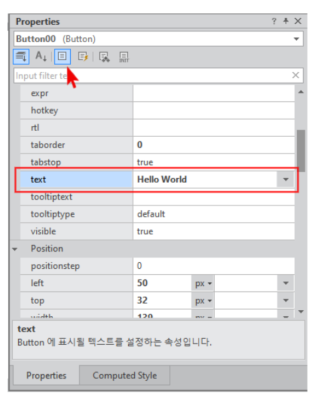 Properties
Button00 (Button)
Input filter te
expr
hotkey
rtl
taborder 0
tabstop true
text Hello World
tooltiptext
tooltiptype default
visible true
Position
positionstep 0
left 50 px
top 32 px
width 120 px
text
Button 에 표시될 텍스트를 설정하는 속성입니다.
Properties Computed Style